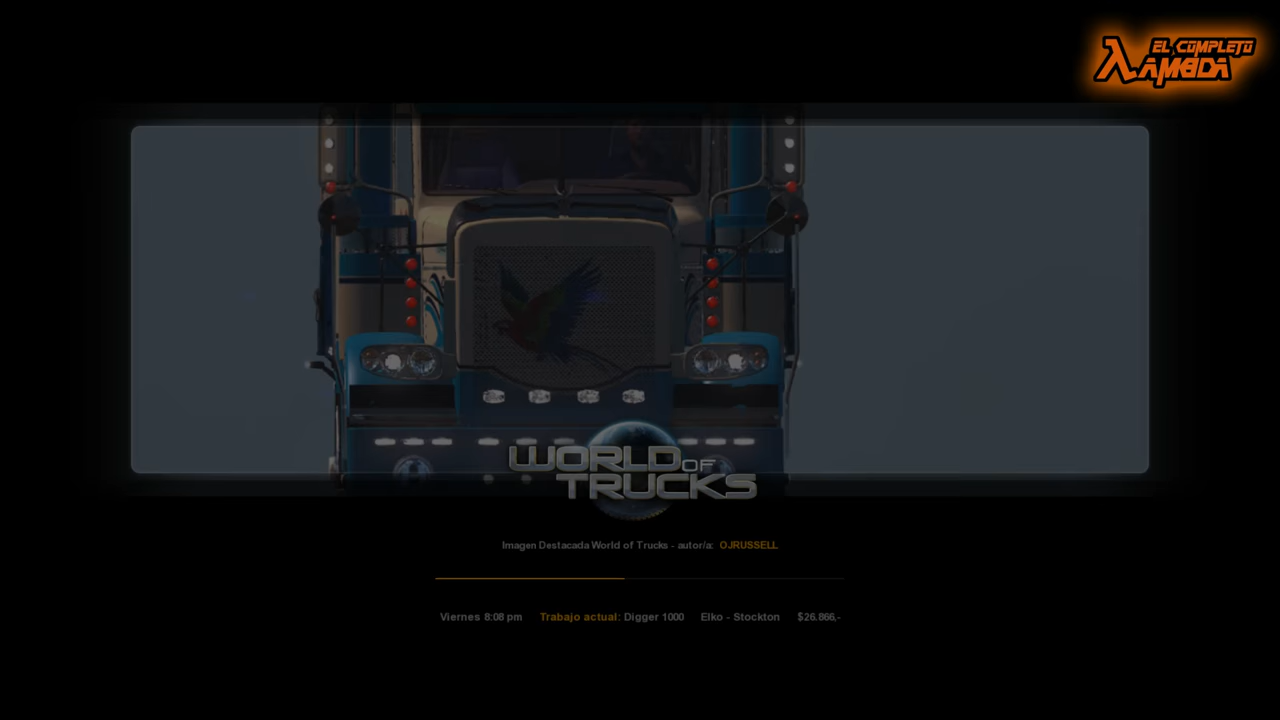 EL COMPLETO
λAMBDA
WORLD OF
TRUCKS
Imagen Destacada World of Trucks - autor/a: OJRUSSELL
Viernes 8:08 pm Trabajo actual: Digger 1000 Elko - Stockton $26.866,-